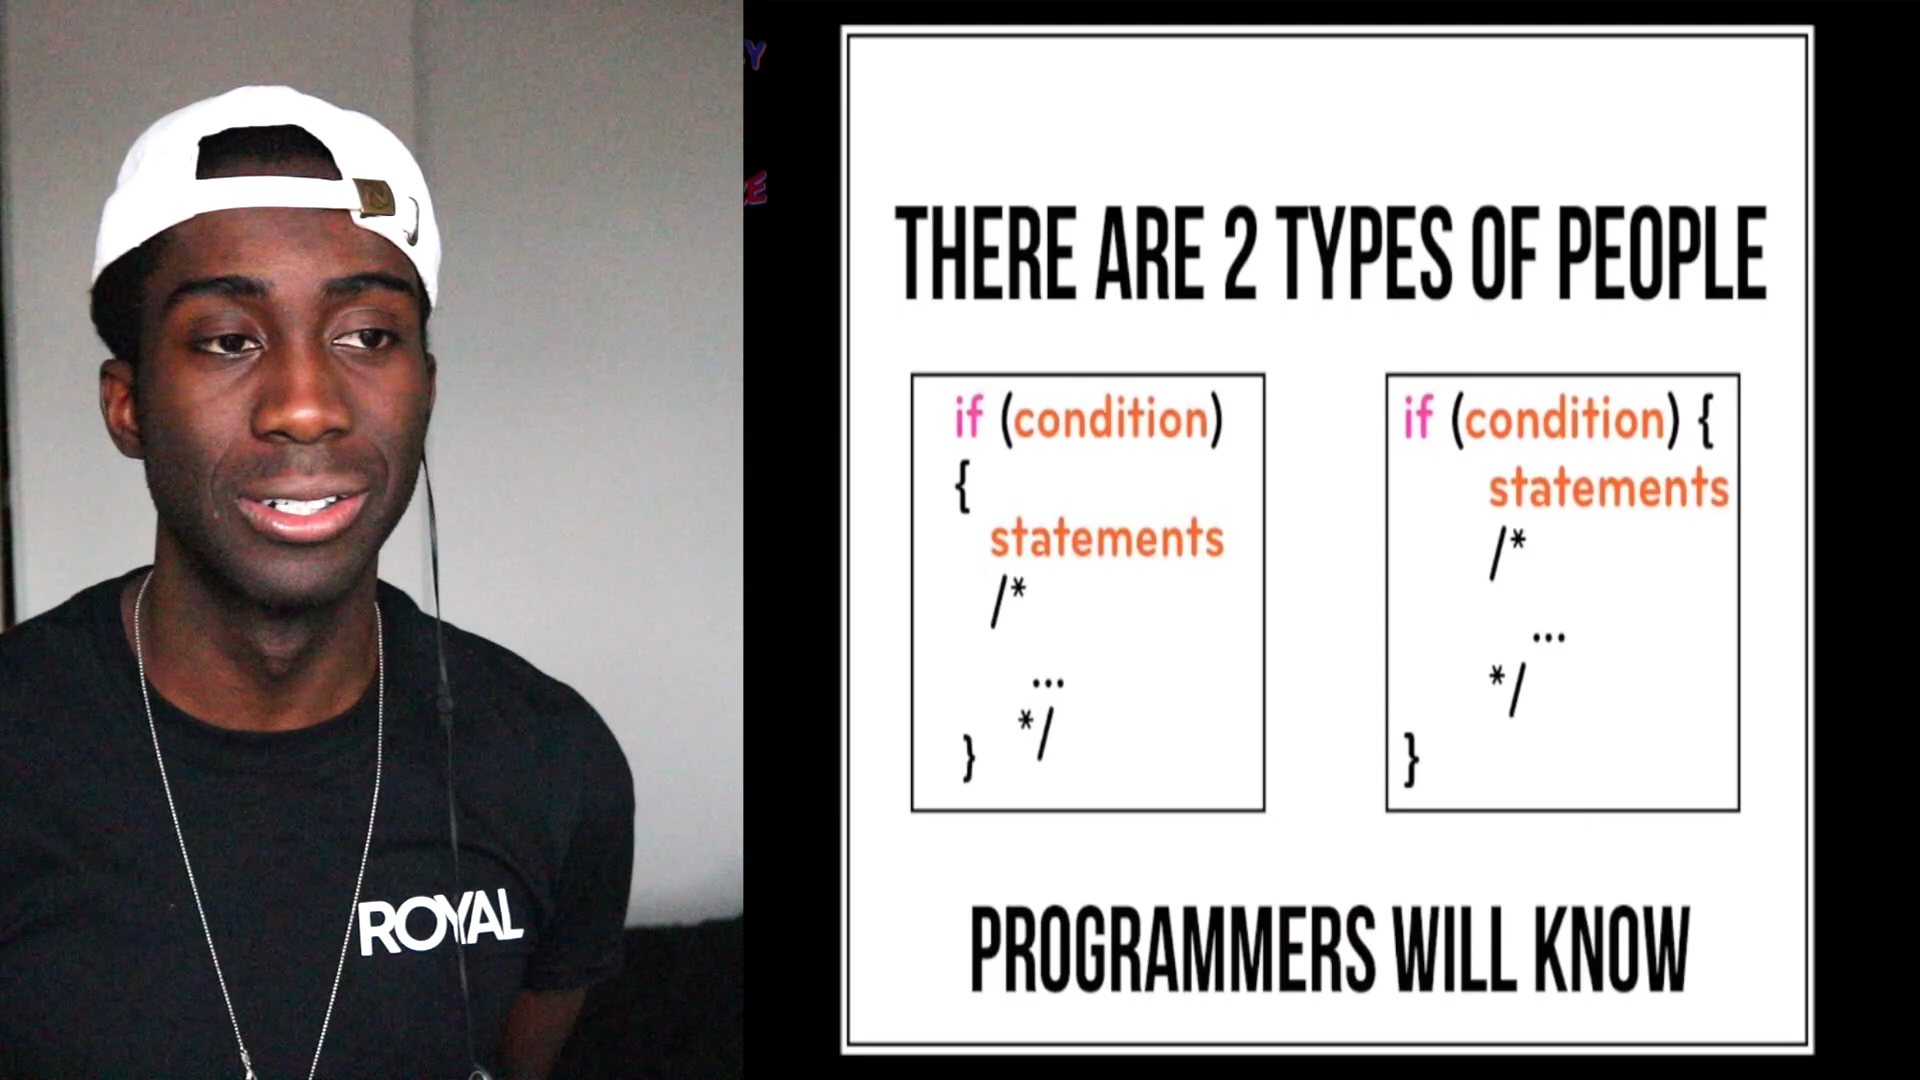 ROYAL
THERE ARE 2 TYPES OF PEOPLE
if (condition)
{
statements
/*
...
*/
}
if (condition) {
statements
/*
...
*/
}
PROGRAMMERS WILL KNOW